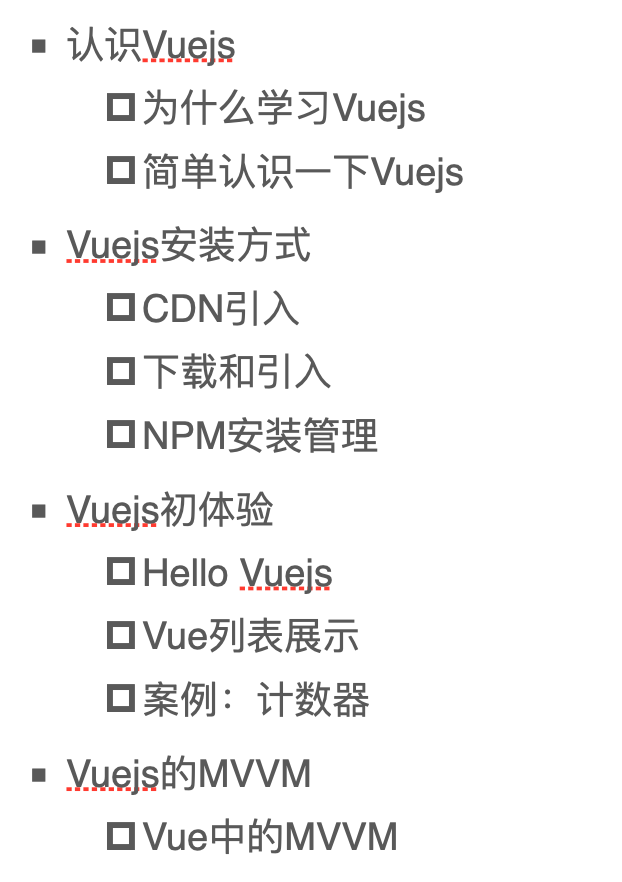 认识Vuejs
为什么学习Vuejs
简单认识一下Vuejs
Vuejs安装方式
CDN引入
下载和引入
NPM安装管理
Vuejs初体验
Hello Vuejs
Vue列表展示
案例：计数器
Vuejs的MVVM
Vue中的MVVM